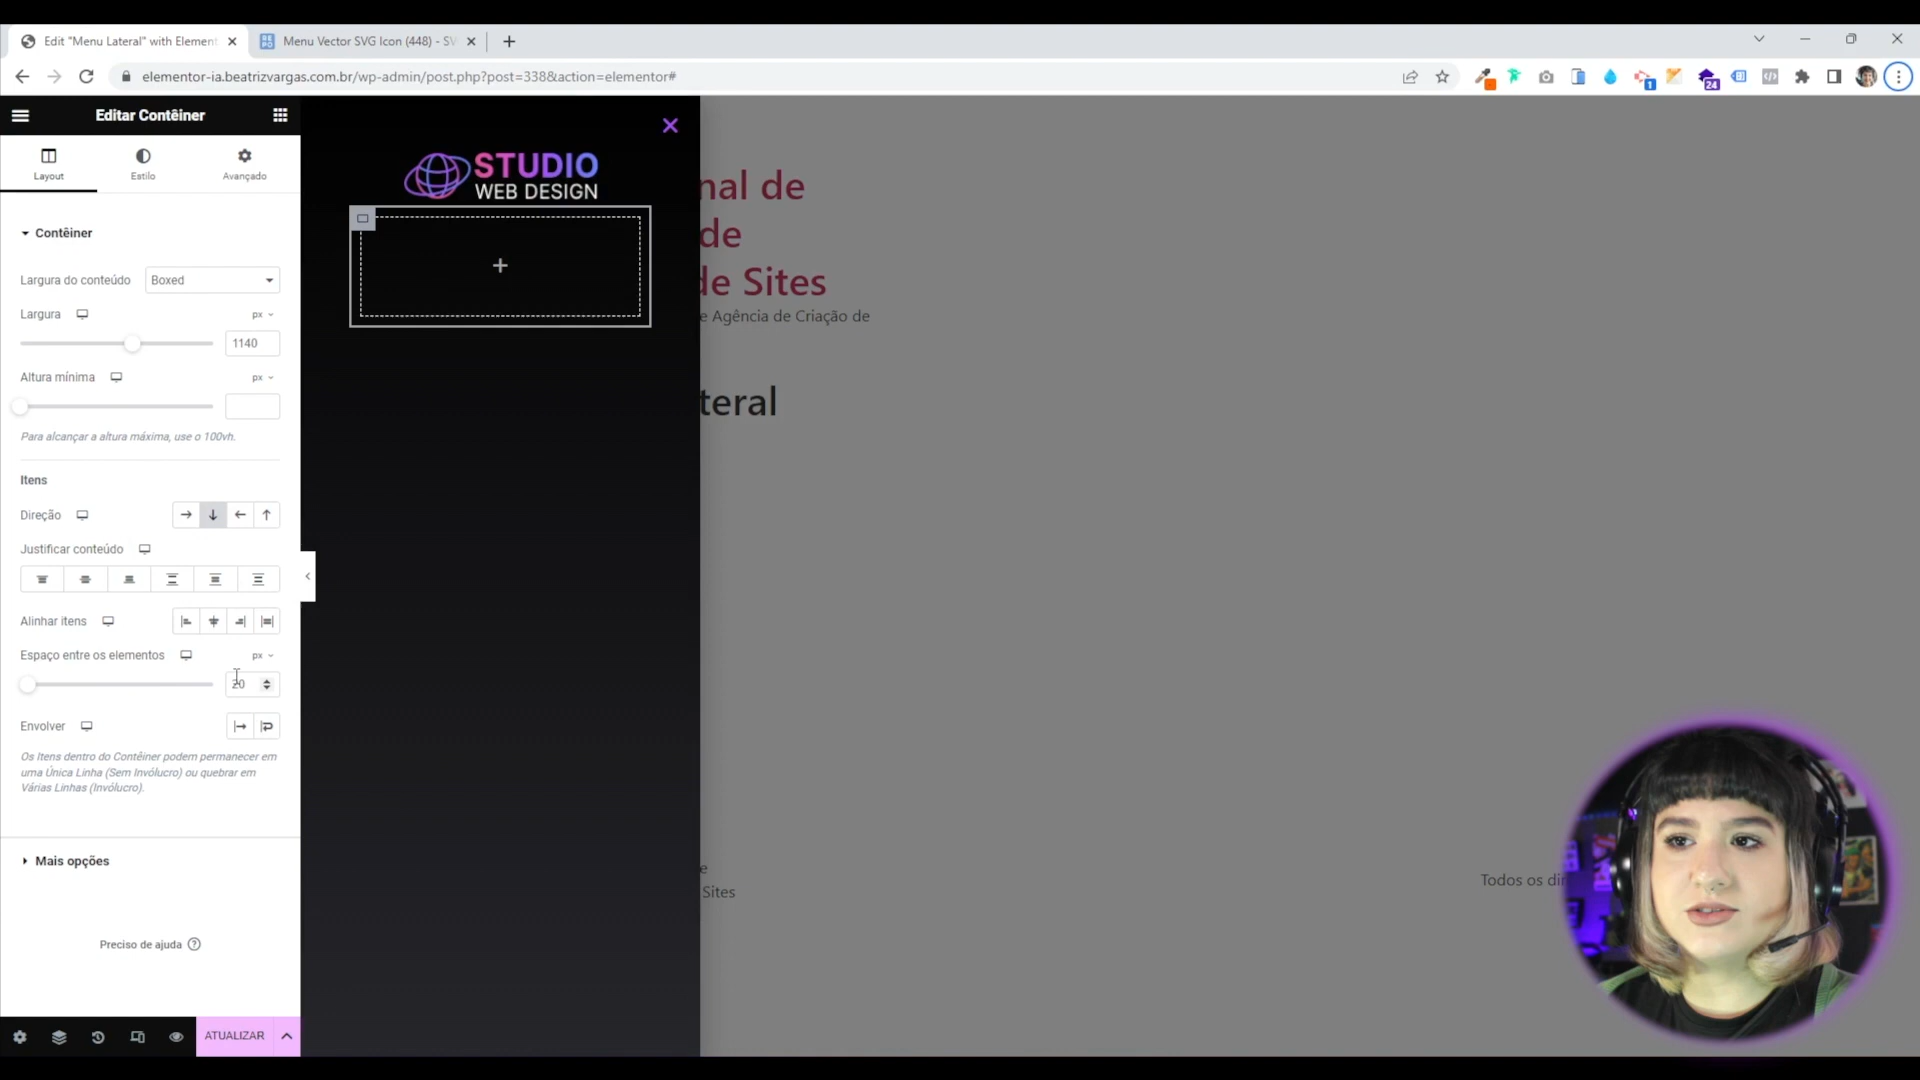 Edit "Menu Lateral" with Element
Menu Vector SVG Icon (448) - SV
elementor-ia.beatrizvargas.com.br/wp-admin/post.php?post=338&action=elementor#
1
24
Editar Contêiner
Layout
Estilo
Avançado
Contêiner
Largura do conteúdo
Boxed
Largura
px
1140
Altura mínima
px
Para alcançar a altura máxima, use o 100vh.
Itens
Direção
Justificar conteúdo
Alinhar itens
Espaço entre os elementos
px
20
Envolver
Os Itens dentro do Contêiner podem permanecer em
uma Única Linha (Sem Invólucro) ou quebrar em
Várias Linhas (Invólucro).
Mais opções
Preciso de ajuda
ATUALIZAR
STUDIO
WEB DESIGN
nal de
de
de Sites
e Agência de Criação de
teral
e
Sites
Todos os dir